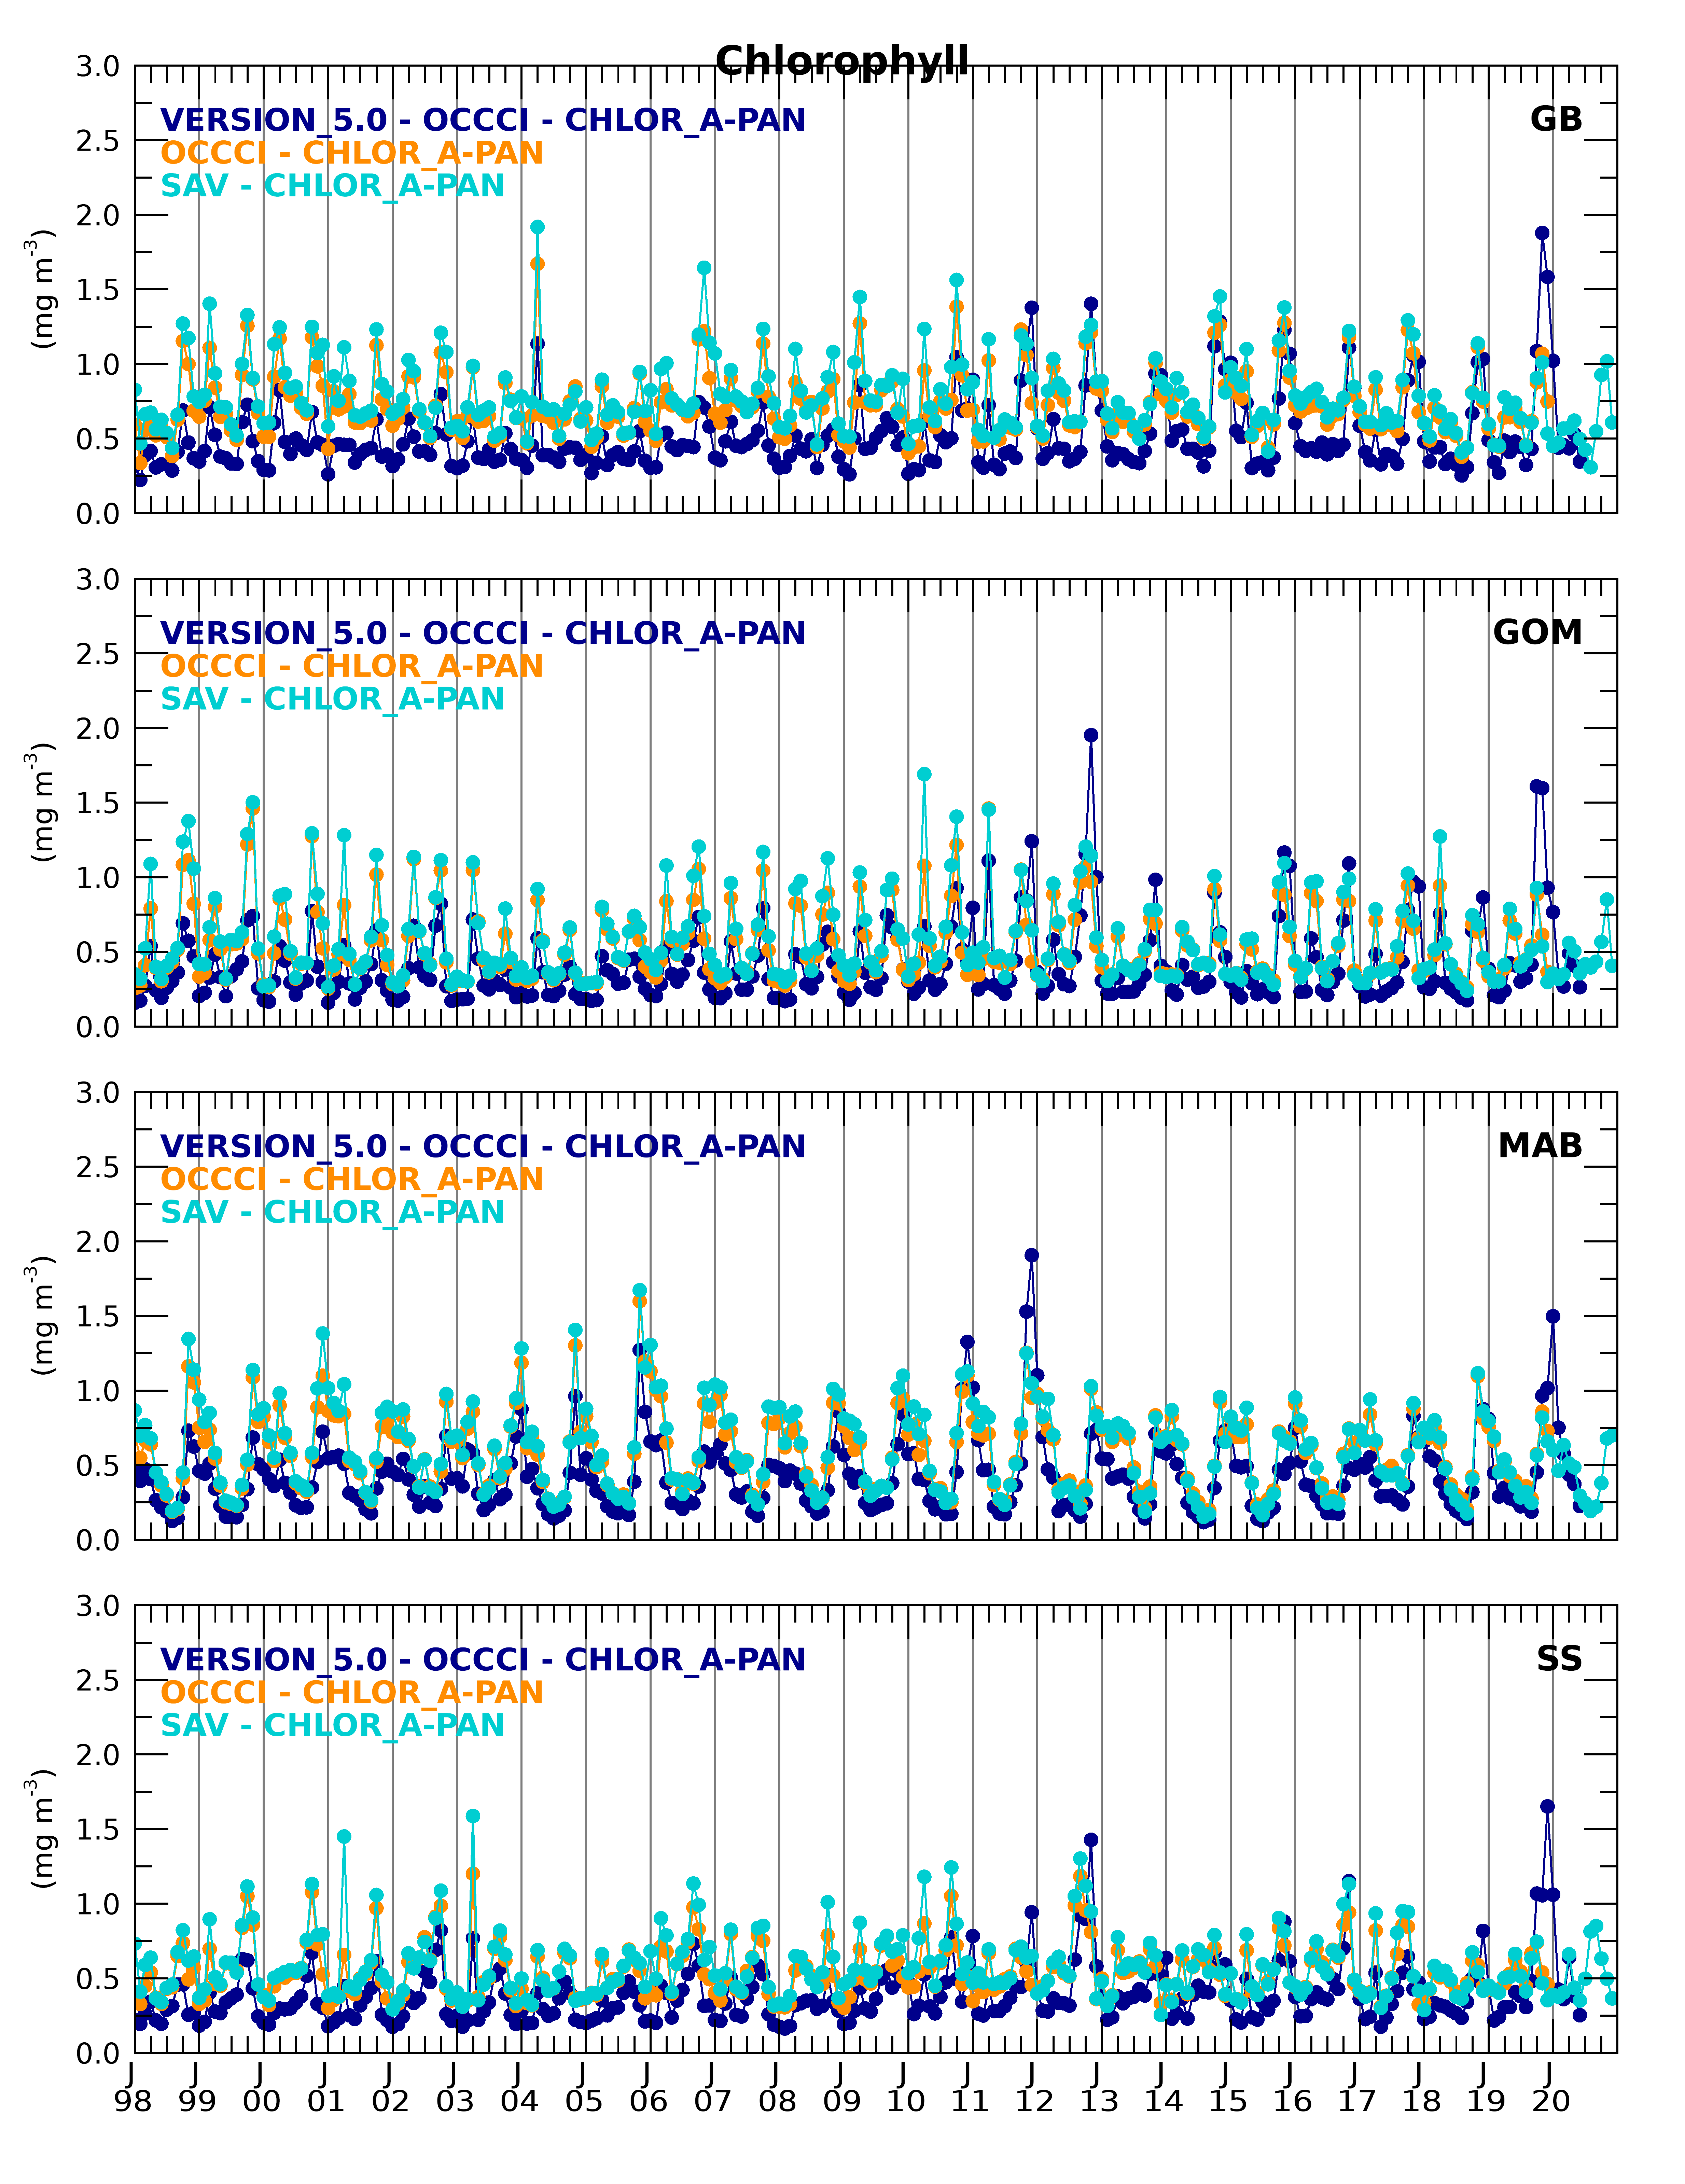 Chlorophyll
3.0
VERSION_5.0 - OCCCI - CHLOR_A-PAN
GB
2.5
OCCCI - CHLOR_A-PAN
SAV - CHLOR_A-PAN
2.0
(mg m-3)
1.5
1.0
0.5
0.0
3.0
VERSION_5.0 - OCCCI - CHLOR_A-PAN
GOM
2.5
OCCCI - CHLOR_A-PAN
SAV - CHLOR_A-PAN
2.0
(mg m-3)
1.5
1.0
0.5
0.0
3.0
VERSION_5.0 - OCCCI - CHLOR_A-PAN
MAB
2.5
OCCCI - CHLOR_A-PAN
SAV - CHLOR_A-PAN
2.0
(mg m-3)
1.5
1.0
0.5
0.0
3.0
VERSION_5.0 - OCCCI - CHLOR_A-PAN
SS
2.5
OCCCI - CHLOR_A-PAN
SAV - CHLOR_A-PAN
2.0
(mg m-3)
1.5
1.0
0.5
0.0
J J J J J J J J J J J J J J J J J J J J J J J
98 99 00 01 02 03 04 05 06 07 08 09 10 11 12 13 14 15 16 17 18 19 20